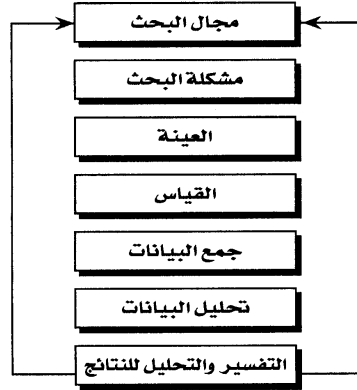 مجال البحث
مشكلة البحث
العينة
القياس
جمع البيانات
تحليل البيانات
التفسير والتحليل للنتائج